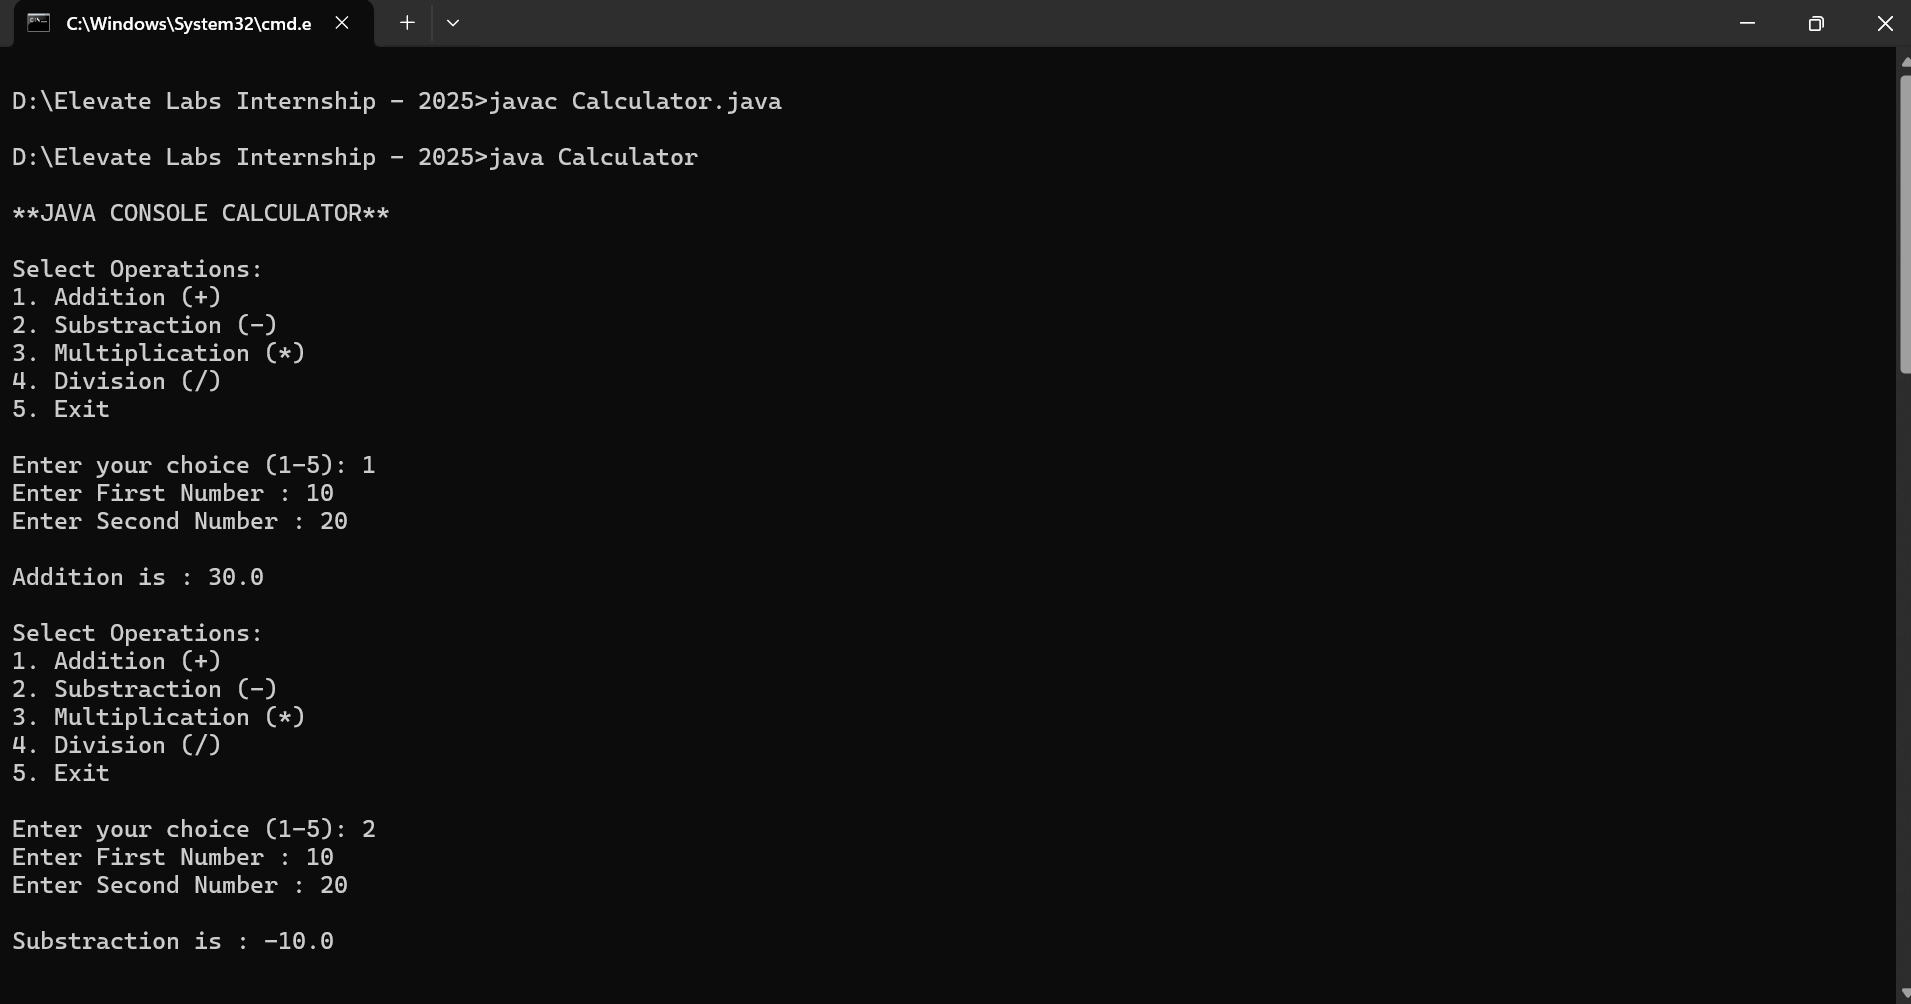 C:\Windows\System32\cmd.e
D:\Elevate Labs Internship - 2025>javac Calculator.java
D:\Elevate Labs Internship - 2025>java Calculator
**JAVA CONSOLE CALCULATOR**
Select Operations:
1. Addition (+)
2. Substraction (-)
3. Multiplication (*)
4. Division (/)
5. Exit
Enter your choice (1-5): 1
Enter First Number : 10
Enter Second Number : 20
Addition is : 30.0
Select Operations:
1. Addition (+)
2. Substraction (-)
3. Multiplication (*)
4. Division (/)
5. Exit
Enter your choice (1-5): 2
Enter First Number : 10
Enter Second Number : 20
Substraction is : -10.0